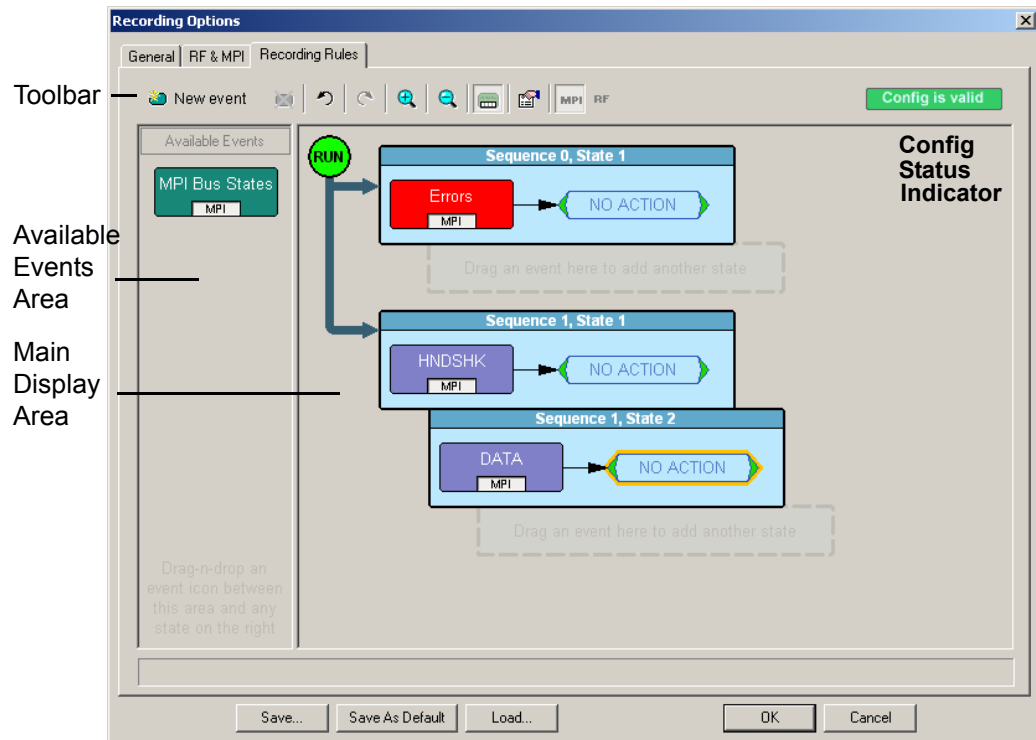 Recording Options
General
RF & MPI
Recording Rules
Toolbar
New event
MPI
RF
Config is valid
Available Events
MPI Bus States
MPI
Drag-n-drop an
event icon between
this area and any
state on the right
Available
Events
Area
Main
Display
Area
RUN
Config
Status
Indicator
Sequence 0, State 1
Errors
MPI
NO ACTION
Drag an event here to add another state
Sequence 1, State 1
HNDSHK
MPI
NO ACTION
Sequence 1, State 2
DATA
MPI
NO ACTION
Drag an event here to add another state
Save...
Save As Default
Load...
OK
Cancel